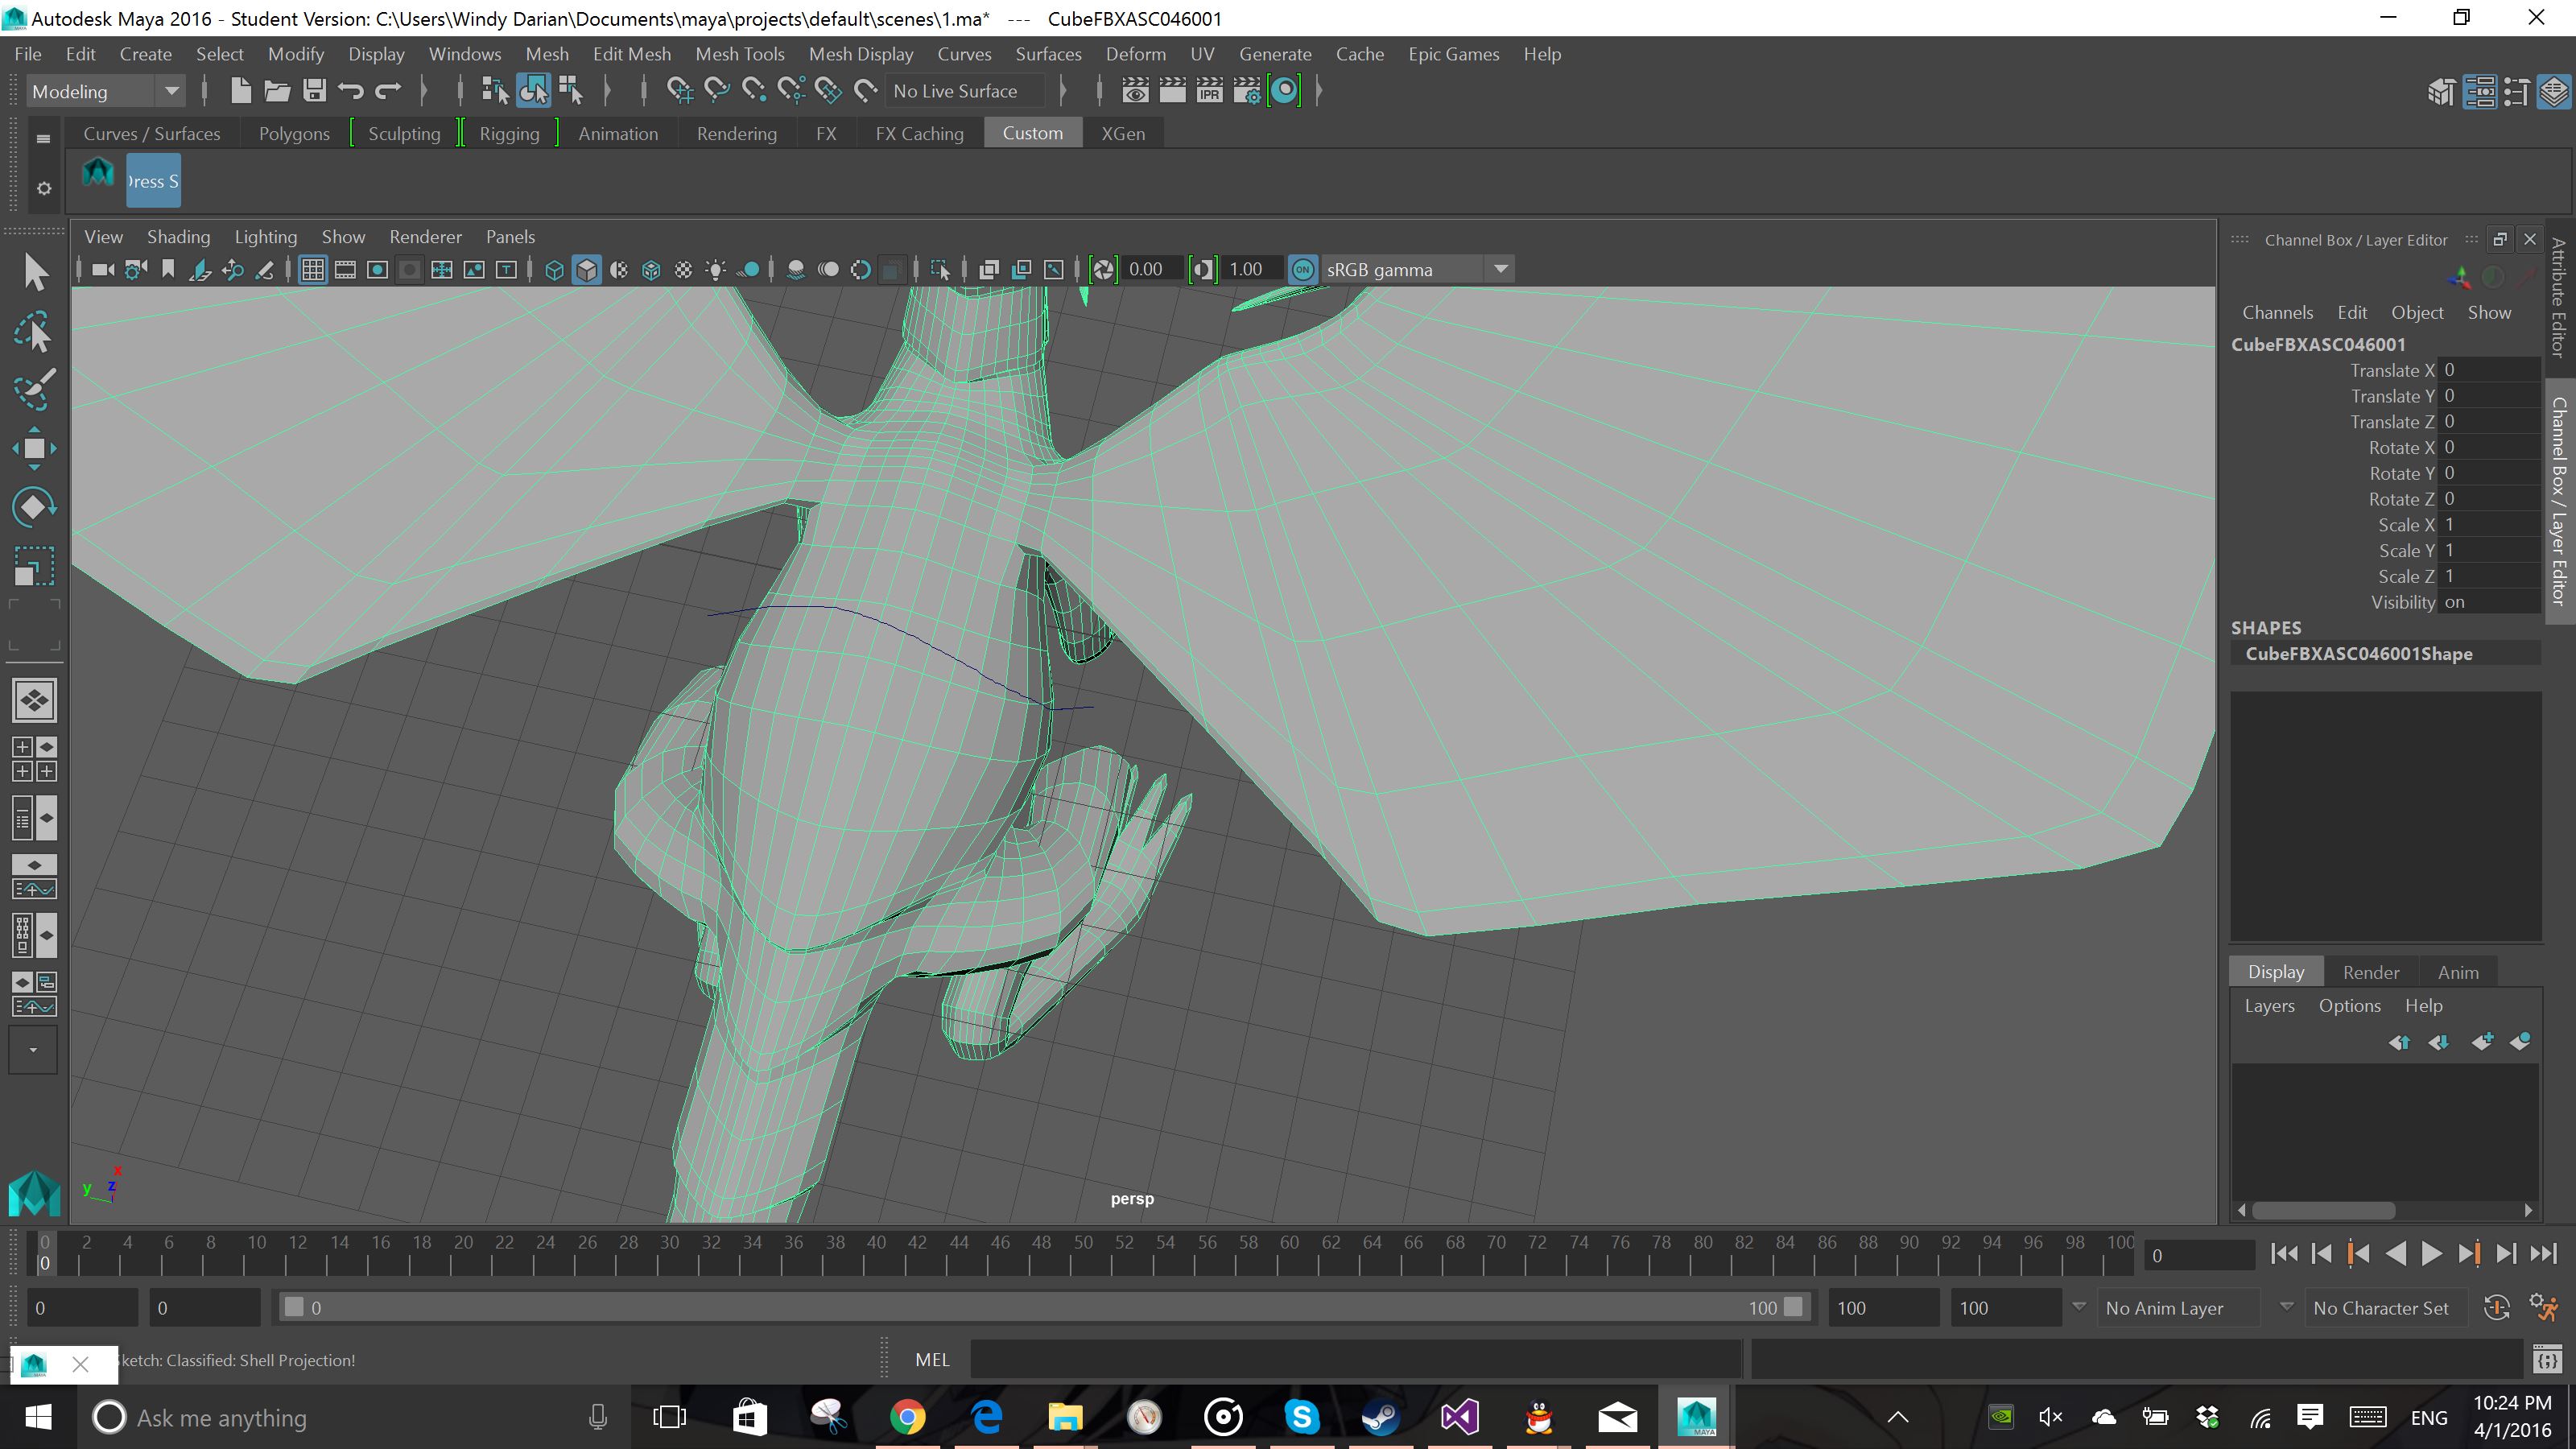 Autodesk Maya 2016 - Student Version: C:\Users\Windy Darian\Documents\maya\projects\default\scenes\1.ma* --- CubeFBXASC046001
File Edit Create Select Modify Display Windows Mesh Edit Mesh Mesh Tools Mesh Display Curves Surfaces Deform UV Generate Cache Epic Games Help
Modeling No Live Surface
IPR
Curves / Surfaces Polygons Sculpting Rigging Animation Rendering FX FX Caching Custom XGen
ress S
View Shading Lighting Show Renderer Panels
0.00 1.00 ON sRGB gamma
Channel Box / Layer Editor
Attribute Editor
Channel Box / Layer Editor
Channels Edit Object Show
CubeFBXASC046001
Translate X 0
Translate Y 0
Translate Z 0
Rotate X 0
Rotate Y 0
Rotate Z 0
Scale X 1
Scale Y 1
Scale Z 1
Visibility on
SHAPES
CubeFBXASC046001Shape
Display Render Anim
Layers Options Help
x
y z
persp
0 2 4 6 8 10 12 14 16 18 20 22 24 26 28 30 32 34 36 38 40 42 44 46 48 50 52 54 56 58 60 62 64 66 68 70 72 74 76 78 80 82 84 86 88 90 92 94 96 98 100
0 0
0 0 0 100 100 100 No Anim Layer No Character Set
ketch: Classified: Shell Projection! MEL
Ask me anything
MAYA
ENG
10:24 PM
4/1/2016